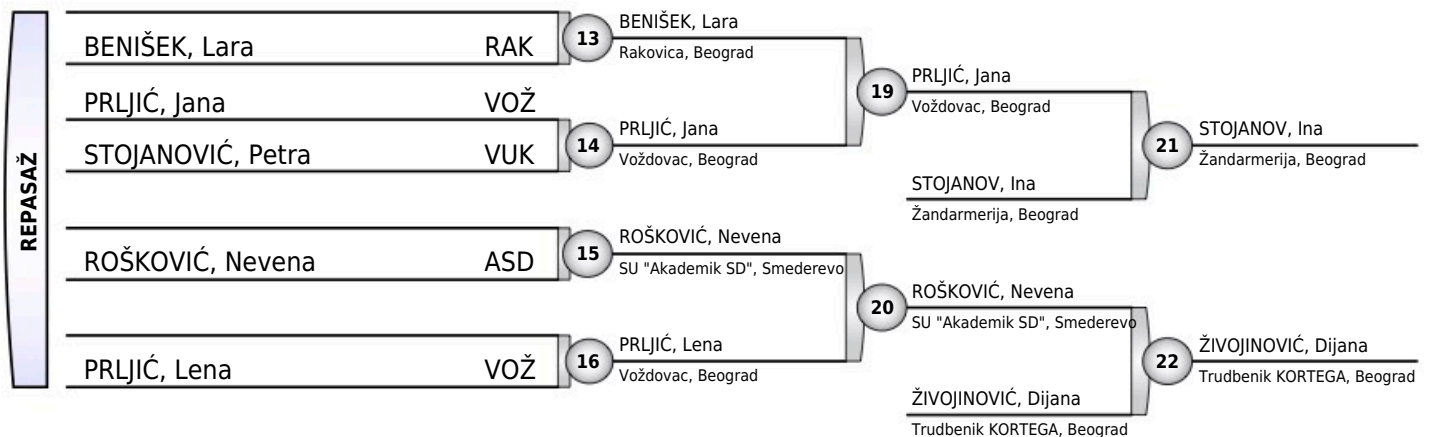 REPASAŽ
BENIŠEK, Lara RAK
PRLJIĆ, Jana VOŽ
STOJANOVIĆ, Petra VUK
ROŠKOVIĆ, Nevena ASD
PRLJIĆ, Lena VOŽ
13
BENIŠEK, Lara
Rakovica, Beograd
14
PRLJIĆ, Jana
Voždovac, Beograd
15
ROŠKOVIĆ, Nevena
SU "Akademik SD", Smederevo
16
PRLJIĆ, Lena
Voždovac, Beograd
19
PRLJIĆ, Jana
Voždovac, Beograd
STOJANOV, Ina
Žandarmerija, Beograd
20
ROŠKOVIĆ, Nevena
SU "Akademik SD", Smederevo
ŽIVOJINOVIĆ, Dijana
Trudbenik KORTEGA, Beograd
21
STOJANOV, Ina
Žandarmerija, Beograd
22
ŽIVOJINOVIĆ, Dijana
Trudbenik KORTEGA, Beograd